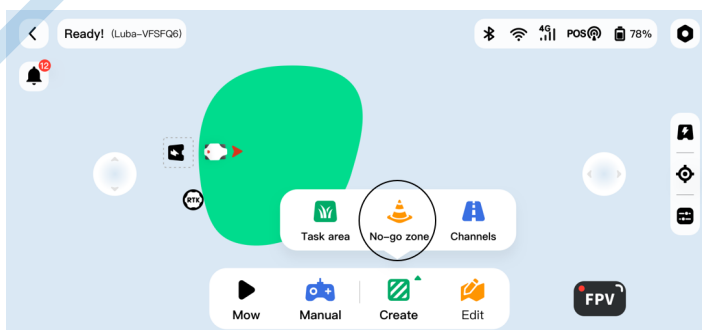 Ready! (Luba-VFSFQ6)
4G
POS
78%
12
RTK
Task area
No-go zone
Channels
Mow
Manual
Create
Edit
FPV